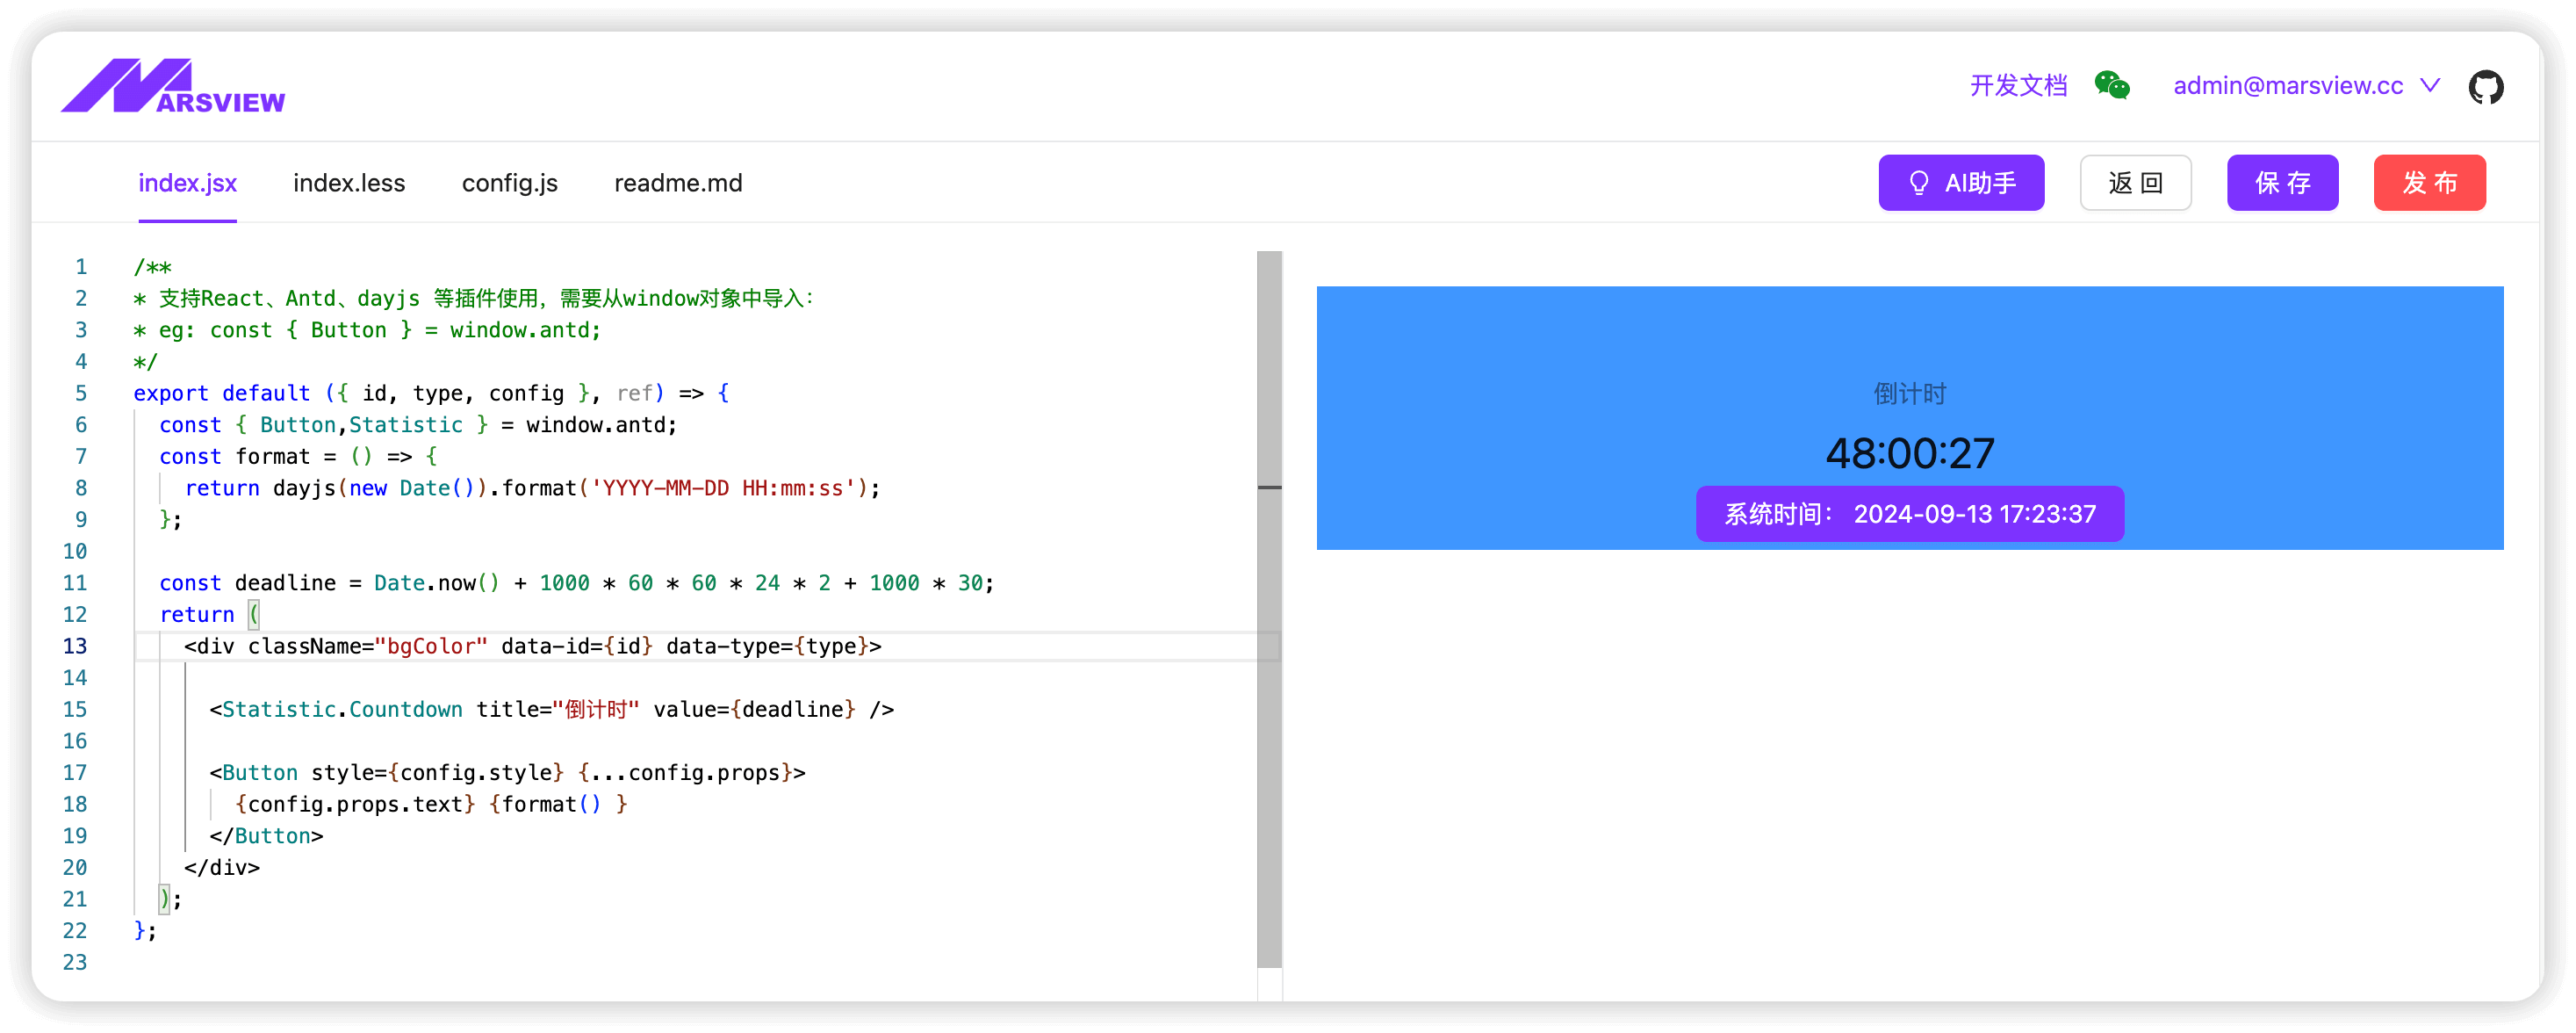 MARSVIEW
开发文档 admin@marsview.cc
index.jsx index.less config.js readme.md AI助手 返 回 保 存 发 布
1 /**
2 * 支持React、Antd、dayjs 等插件使用，需要从window对象中导入：
3 * eg: const { Button } = window.antd;
4 */
5 export default ({ id, type, config }, ref) => {
6 const { Button,Statistic } = window.antd;
7 const format = () => {
8 return dayjs(new Date()).format('YYYY-MM-DD HH:mm:ss');
9 };
10
11 const deadline = Date.now() + 1000 * 60 * 60 * 24 * 2 + 1000 * 30;
12 return (
13 <div className="bgColor" data-id={id} data-type={type}>
14
15 <Statistic.Countdown title="倒计时" value={deadline} />
16
17 <Button style={config.style} {...config.props}>
18 {config.props.text} {format() }
19 </Button>
20 </div>
21 );
22 };
23
倒计时
48:00:27
系统时间： 2024-09-13 17:23:37